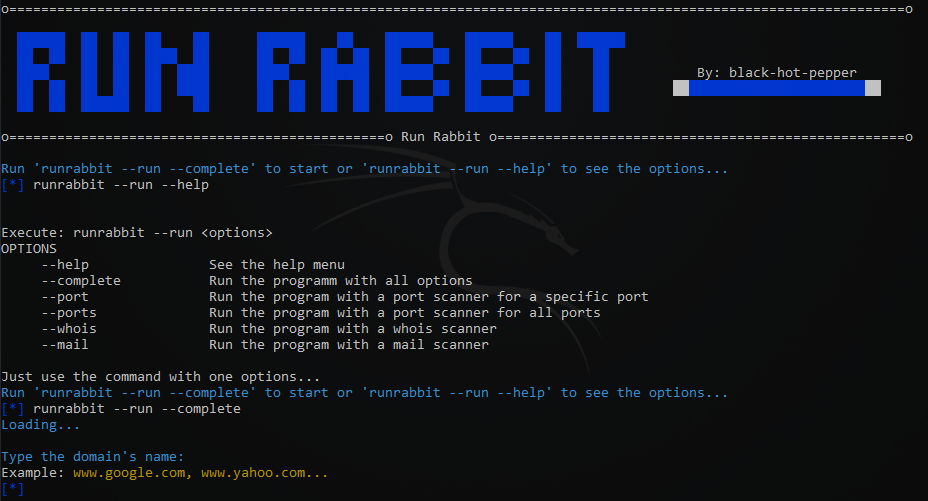 o================================================================================================================o
RUN RABBIT
By: black-hot-pepper
o===============================================o Run Rabbit o===================================================o
Run 'runrabbit --run --complete' to start or 'runrabbit --run --help' to see the options...
[*] runrabbit --run --help
Execute: runrabbit --run <options>
OPTIONS
--help See the help menu
--complete Run the programm with all options
--port Run the program with a port scanner for a specific port
--ports Run the program with a port scanner for all ports
--whois Run the program with a whois scanner
--mail Run the program with a mail scanner
Just use the command with one options...
Run 'runrabbit --run --complete' to start or 'runrabbit --run --help' to see the options...
[*] runrabbit --run --complete
Loading...
Type the domain's name:
Example: www.google.com, www.yahoo.com...
[*]